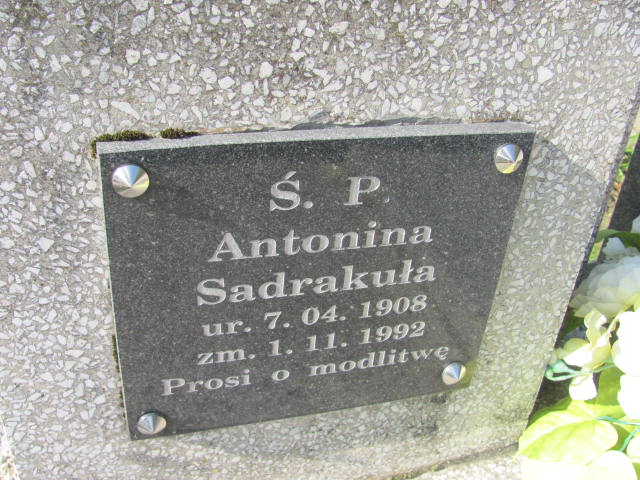 Ś. P.
Antonina
Sadrakuła
ur. 7. 04. 1908
zm. 1. 11. 1992
Prosi o modlitwę